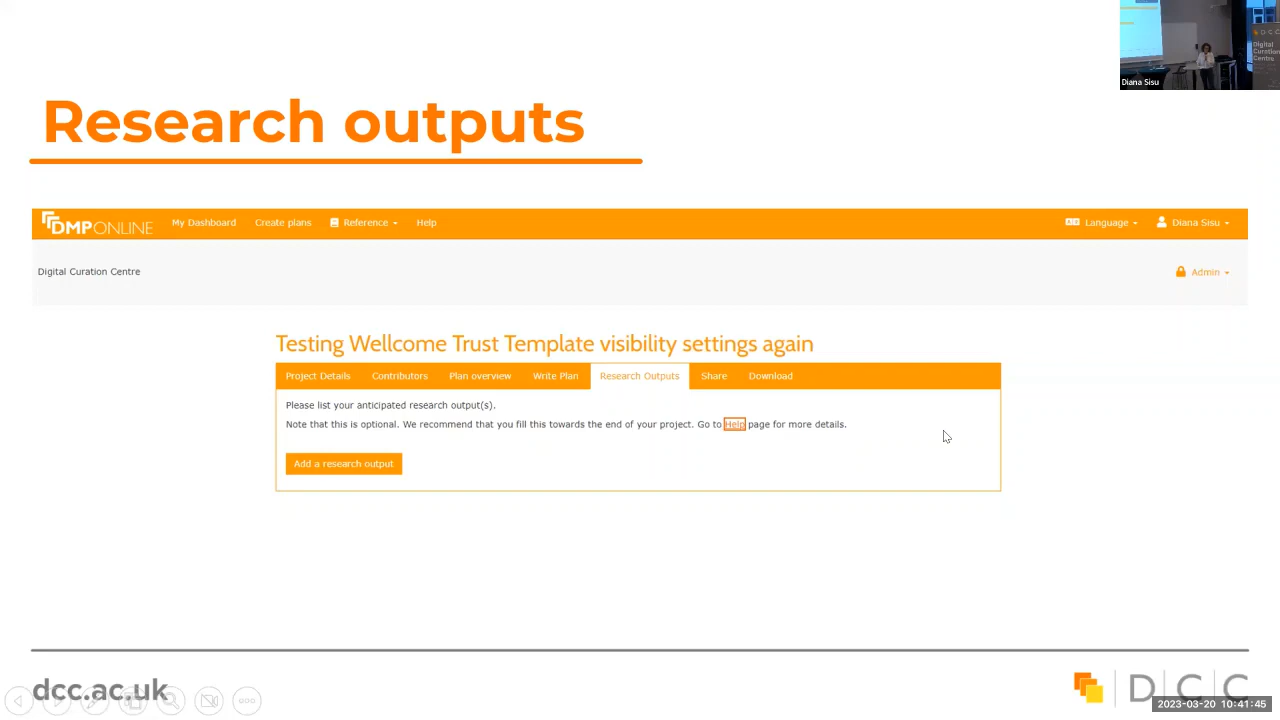 Diana Sisu
D C C
Digital
Curation
Centre
Research outputs
DMPONLINE My Dashboard Create plans Reference Help Language Diana Sisu
Digital Curation Centre Admin
Testing Wellcome Trust Template visibility settings again
Project Details Contributors Plan overview Write Plan Research Outputs Share Download
Please list your anticipated research output(s).
Note that this is optional. We recommend that you fill this towards the end of your project. Go to Help page for more details.
Add a research output
dcc.ac.uk
D C C
2023-03-20 10:41:45